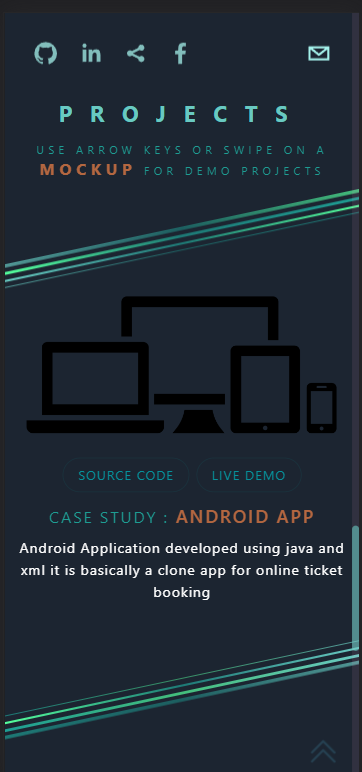 PROJECTS
USE ARROW KEYS OR SWIPE ON A
MOCKUP FOR DEMO PROJECTS
SOURCE CODE LIVE DEMO
CASE STUDY : ANDROID APP
Android Application developed using java and
xml it is basically a clone app for online ticket
booking